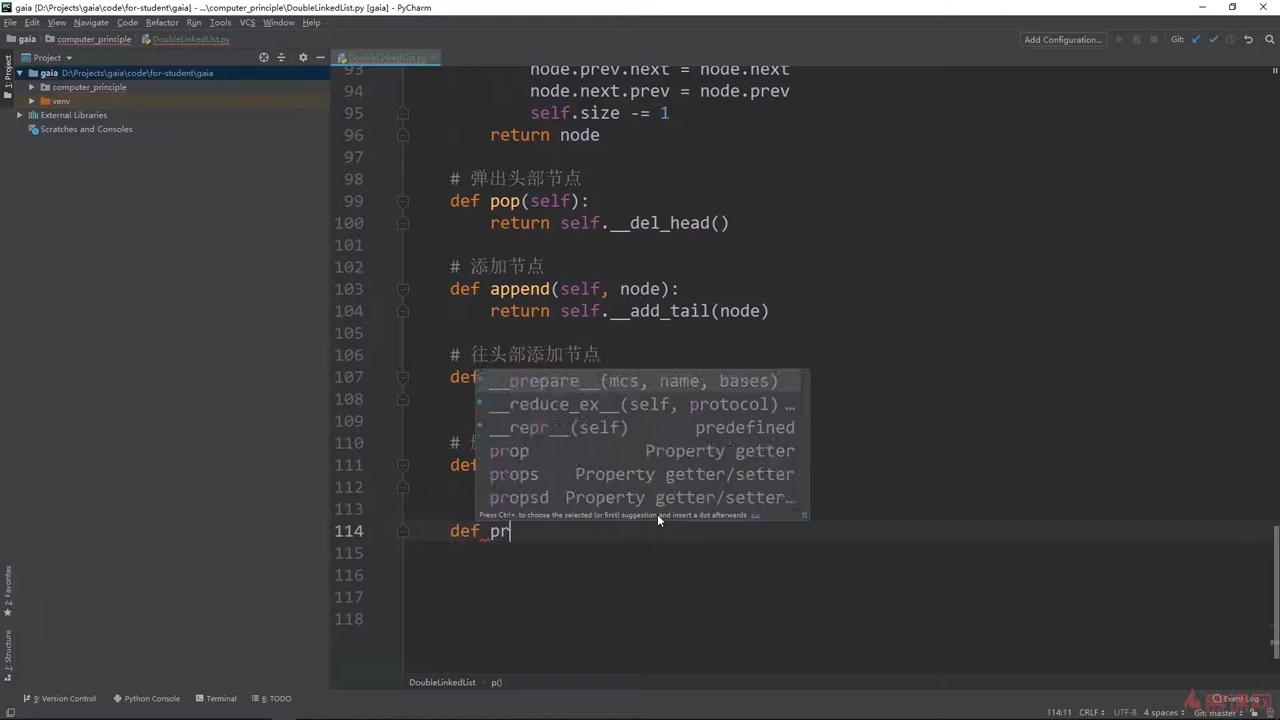 gaia [D:\Projects\gaia\code\for-student\gaia] - ...\computer_principle\DoubleLinkedList.py [gaia] - PyCharm
File Edit View Navigate Code Refactor Run Tools VCS Window Help
gaia computer_principle DoubleLinkedList.py Add Configuration... Git:
1: Project
Project
DoubleLinkedList.py
gaia D:\Projects\gaia\code\for-student\gaia
computer_principle
venv
External Libraries
Scratches and Consoles
93 node.prev.next = node.next
94 node.next.prev = node.prev
95 self.size -= 1
96 return node
97
98 # 弹出头部节点
99 def pop(self):
100 return self.__del_head()
101
102 # 添加节点
103 def append(self, node):
104 return self.__add_tail(node)
105
106 # 往头部添加节点
107 def
108
109
110 #
111 def
112
113
114 def pr
115
116
117
118
__prepare__(mcs, name, bases)
__reduce_ex__(self, protocol) …
__repr__(self) predefined
prop Property getter
props Property getter/setter
propsd Property getter/setter…
Press Ctrl+. to choose the selected (or first) suggestion and insert a dot afterwards >>
2: Favorites
7: Structure
DoubleLinkedList p()
9: Version Control Python Console Terminal 6: TODO Event Log
114:11 CRLF UTF-8 4 spaces Git: master